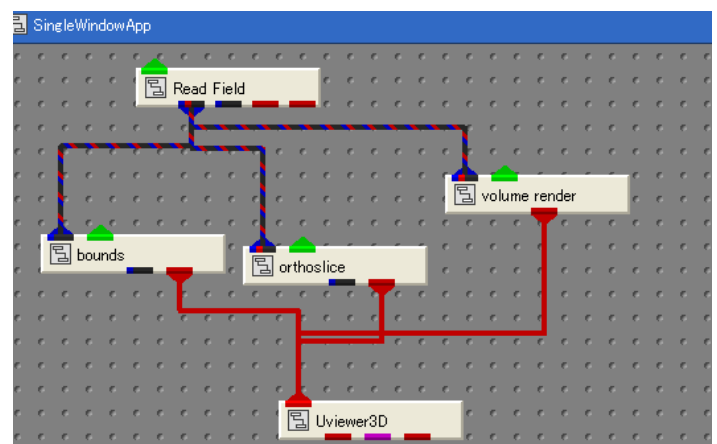 SingleWindowApp
Read Field
volume render
bounds
orthoslice
Uviewer3D